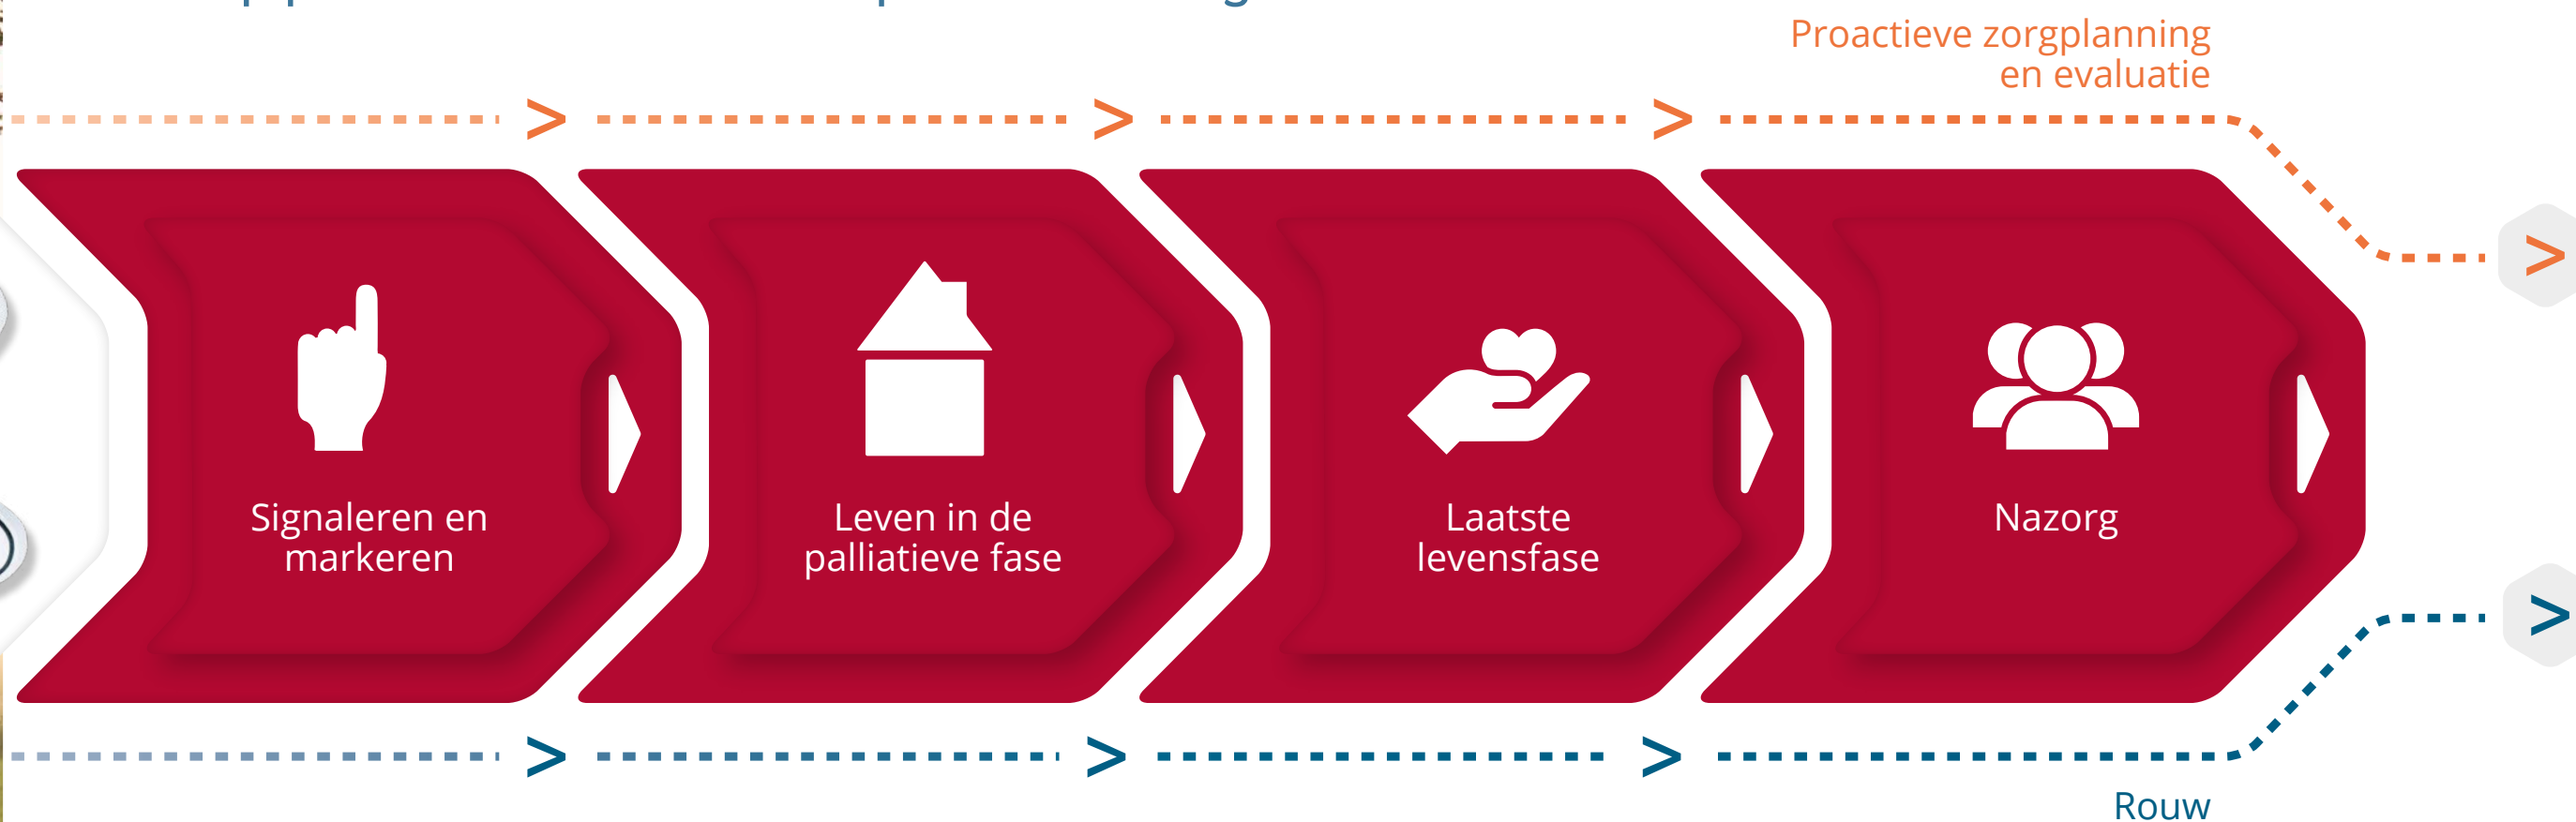 Proactieve zorgplanning
en evaluatie
Signaleren en
markeren
Leven in de
palliatieve fase
Laatste
levensfase
Nazorg
Rouw